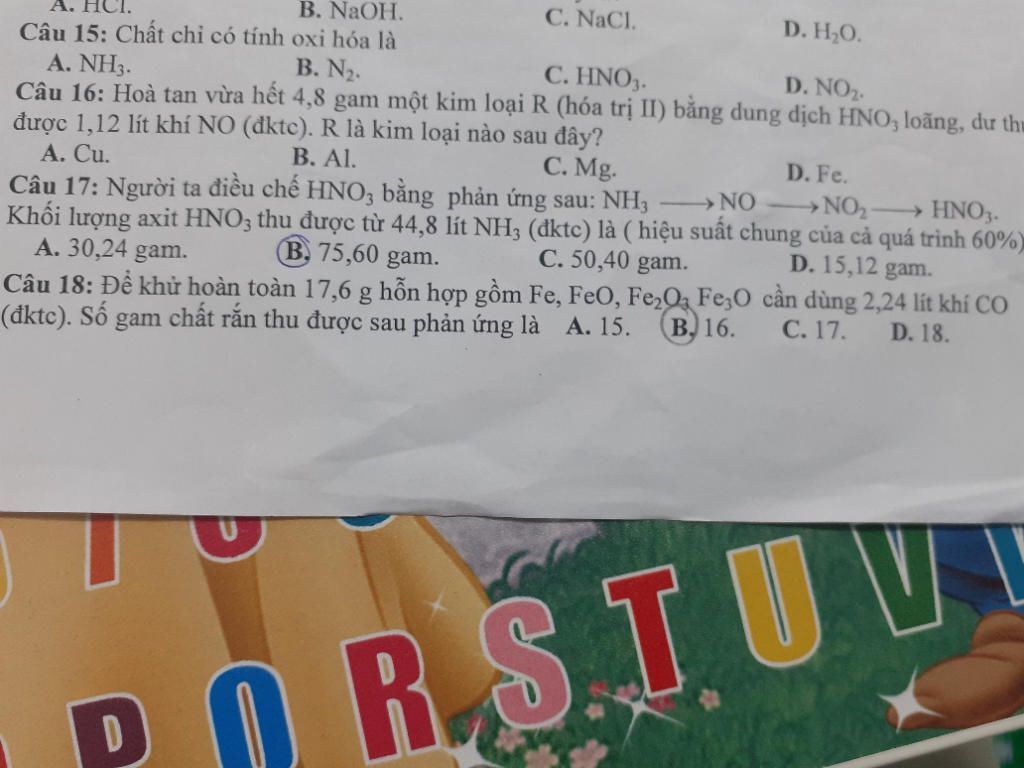 A. HCl. B. NaOH. C. NaCl. D. H₂O.
Câu 15: Chất chỉ có tính oxi hóa là
A. NH₃. B. N₂. C. HNO₃. D. NO₂.
Câu 16: Hoà tan vừa hết 4,8 gam một kim loại R (hóa trị II) bằng dung dịch HNO₃ loãng, dư
được 1,12 lít khí NO (đktc). R là kim loại nào sau đây?
A. Cu. B. Al. C. Mg. D. Fe.
Câu 17: Người ta điều chế HNO₃ bằng phản ứng sau: NH₃ ⟶ NO ⟶ NO₂ ⟶ HNO₃.
Khối lượng axit HNO₃ thu được từ 44,8 lít NH₃ (đktc) là ( hiệu suất chung của cả quá trình 60%)
A. 30,24 gam. B. 75,60 gam. C. 50,40 gam. D. 15,12 gam.
Câu 18: Để khử hoàn toàn 17,6 g hỗn hợp gồm Fe, FeO, Fe₂O₃ Fe₃O cần dùng 2,24 lít khí CO
(đktc). Số gam chất rắn thu được sau phản ứng là A. 15. B. 16. C. 17. D. 18.
R S T U V